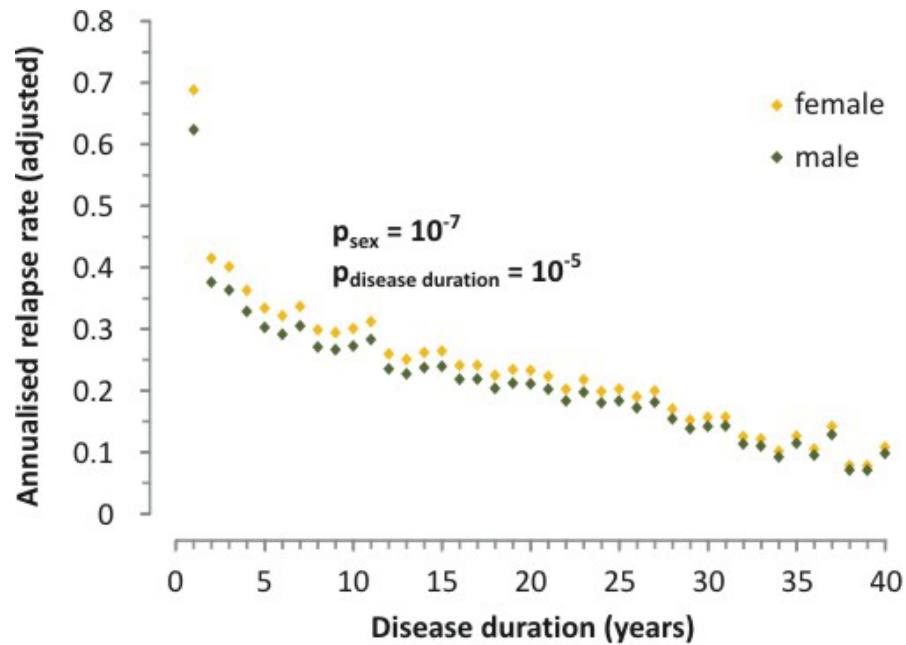 Annualised relapse rate (adjusted)
0.8
0.7
0.6
0.5
0.4
0.3
0.2
0.1
0
female
male
psex = 10-7
pdisease duration = 10-5
0 5 10 15 20 25 30 35 40
Disease duration (years)